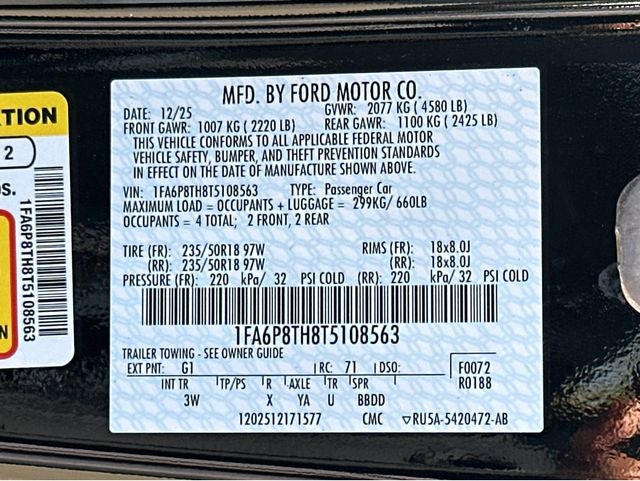 MFD. BY FORD MOTOR CO.
DATE: 12/25 GVWR: 2077 KG ( 4580 LB)
FRONT GAWR: 1007 KG ( 2220 LB) REAR GAWR: 1100 KG ( 2425 LB)
THIS VEHICLE CONFORMS TO ALL APPLICABLE FEDERAL MOTOR
VEHICLE SAFETY, BUMPER, AND THEFT PREVENTION STANDARDS
IN EFFECT ON THE DATE OF MANUFACTURE SHOWN ABOVE.
VIN: 1FA6P8TH8T5108563 TYPE: Passenger Car
MAXIMUM LOAD = OCCUPANTS + LUGGAGE = 299KG/ 660LB
OCCUPANTS = 4 TOTAL; 2 FRONT, 2 REAR
TIRE (FR): 235/50R18 97W RIMS (FR): 18x8.0J
(RR): 235/50R18 97W (RR): 18x8.0J
PRESSURE (FR): 220 kPa/ 32 PSI COLD (RR): 220 kPa/ 32 PSI COLD
1FA6P8TH8T5108563
TRAILER TOWING - SEE OWNER GUIDE
EXT PNT: G1 RC: 71 DSO: F0072
INT TR TP/PS R AXLE TR SPR R0188
3W X YA U BBDD
1202512171577 CMC RU5A-5420472-AB
TION
2
OS.
1FA6P8TH8T5108563
N